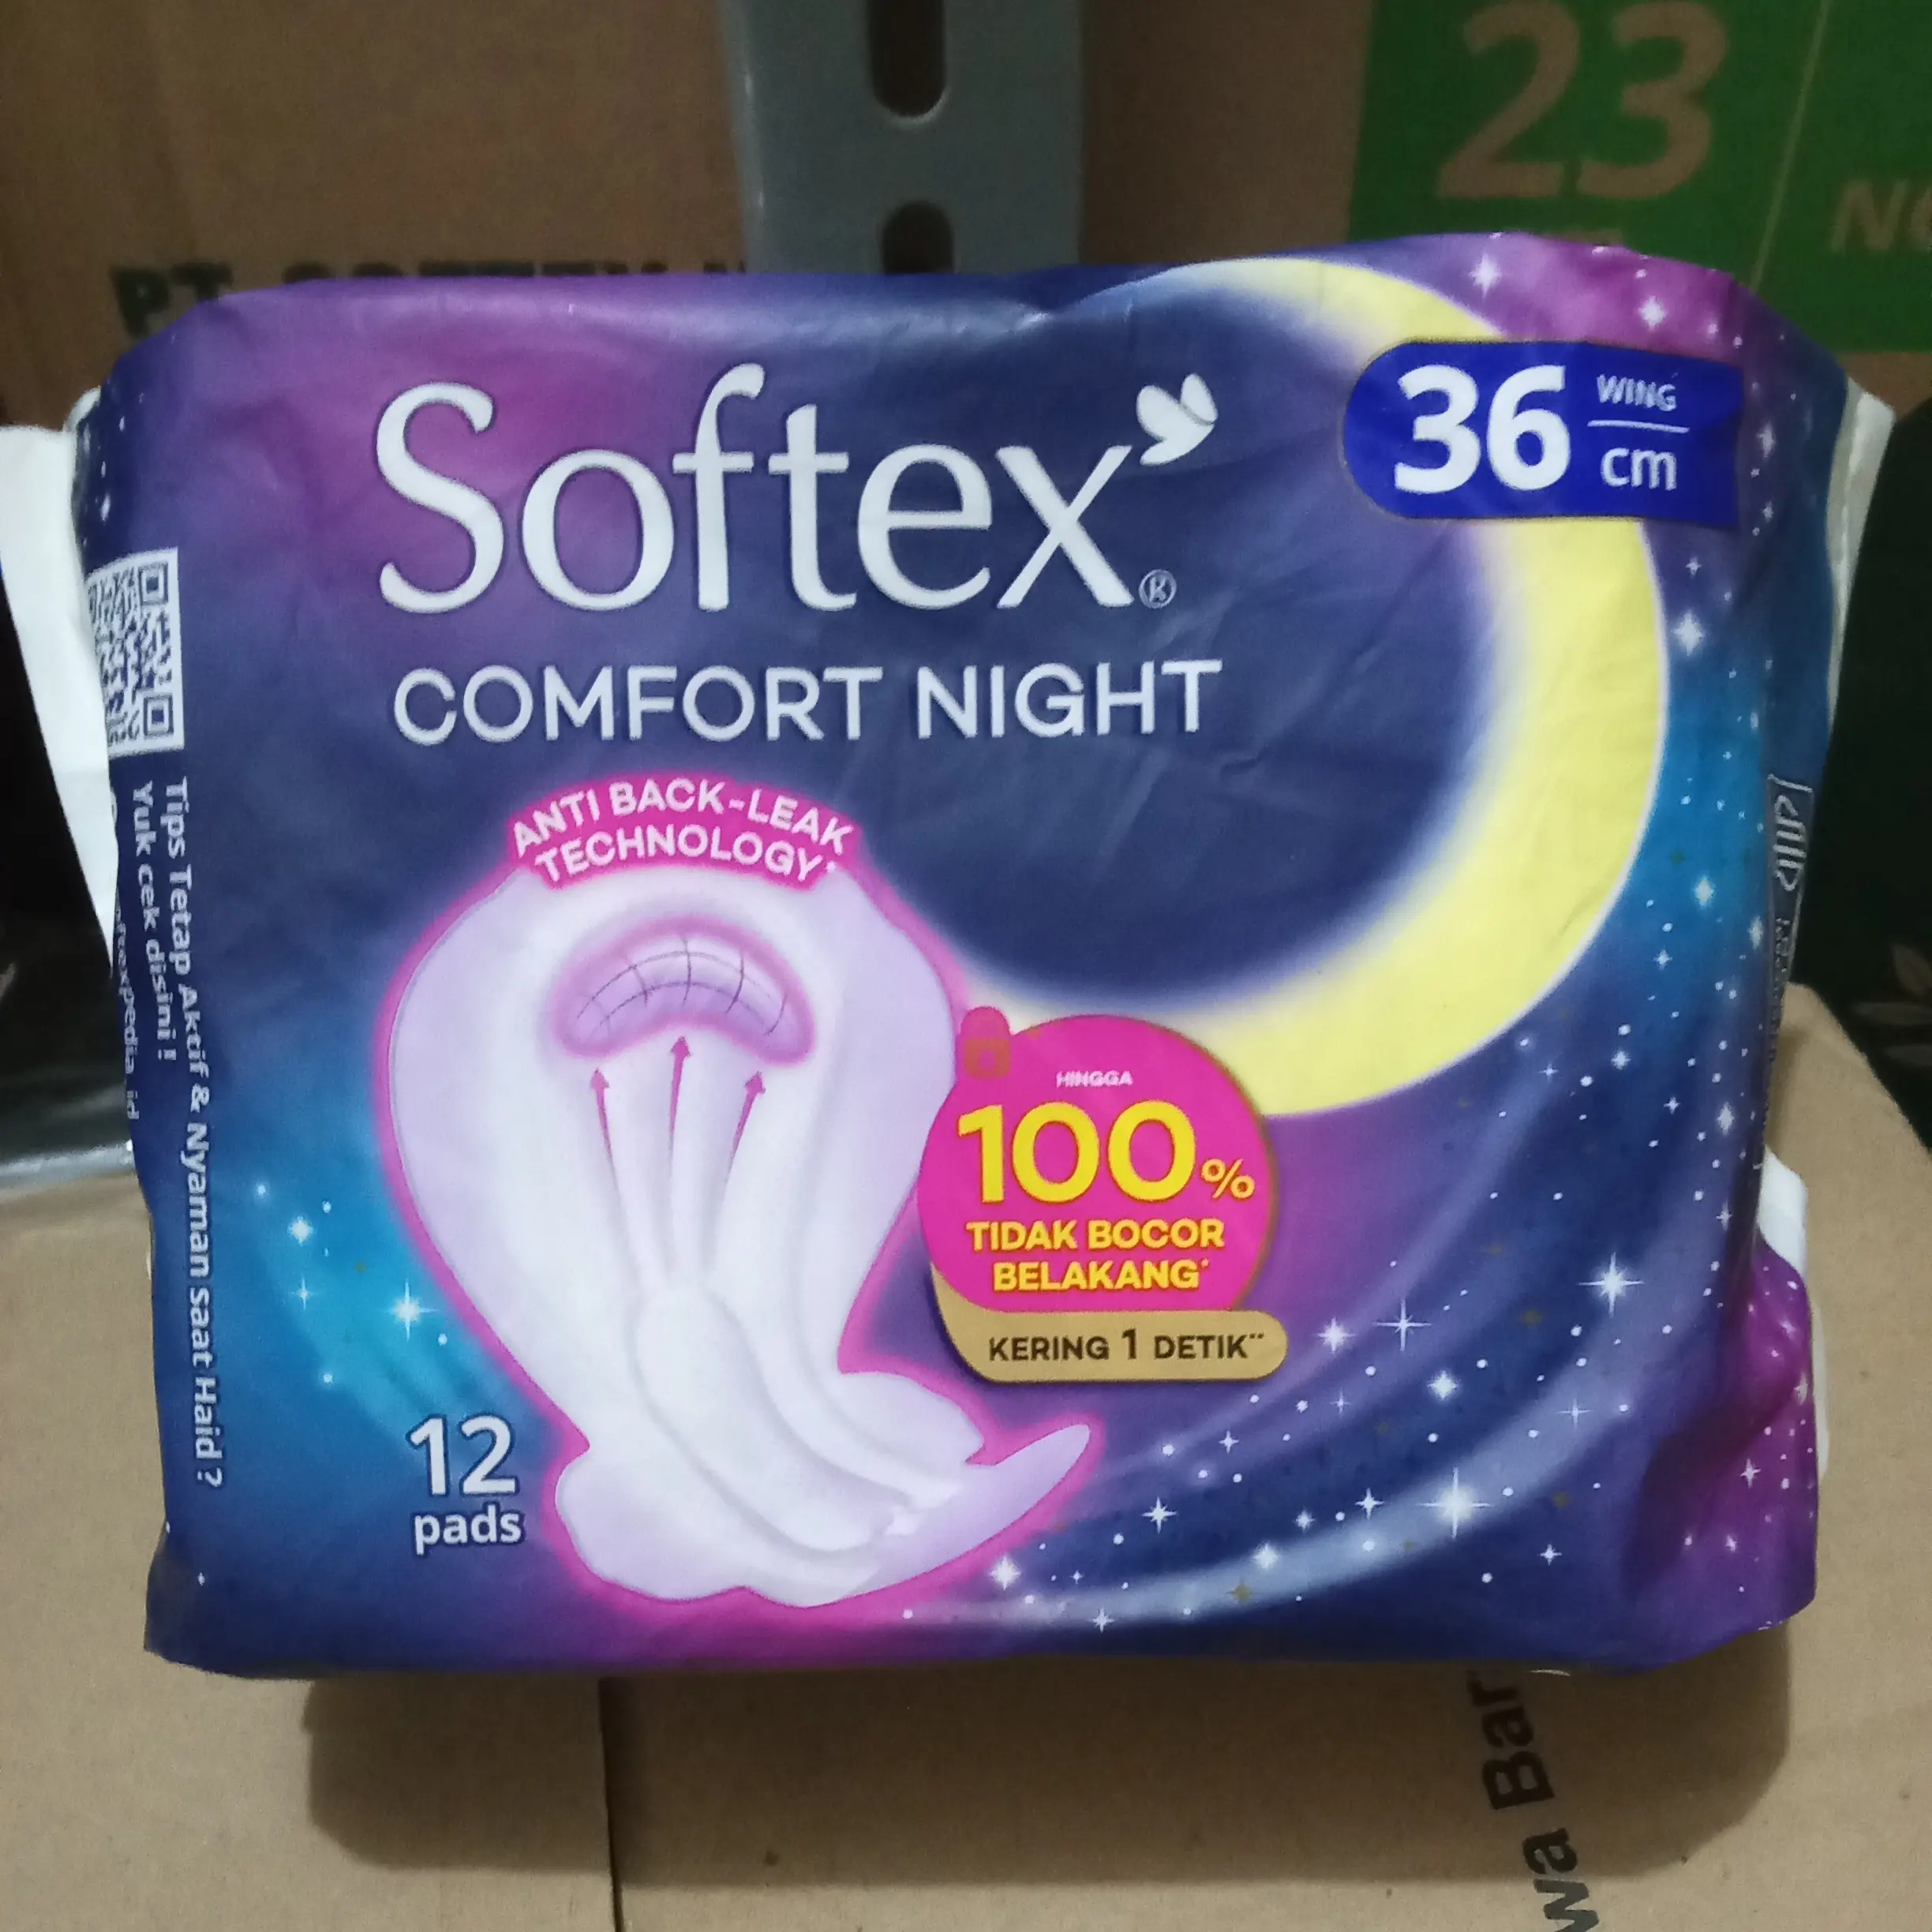 23
PT
Softex®
36 WING
cm
COMFORT NIGHT
ANTI BACK-LEAK
TECHNOLOGY*
HINGGA
100%
TIDAK BOCOR
BELAKANG*
KERING 1 DETIK**
12
pads
Tips Tetap Aktif & Nyaman saat Haid ?
Yuk cek disini !